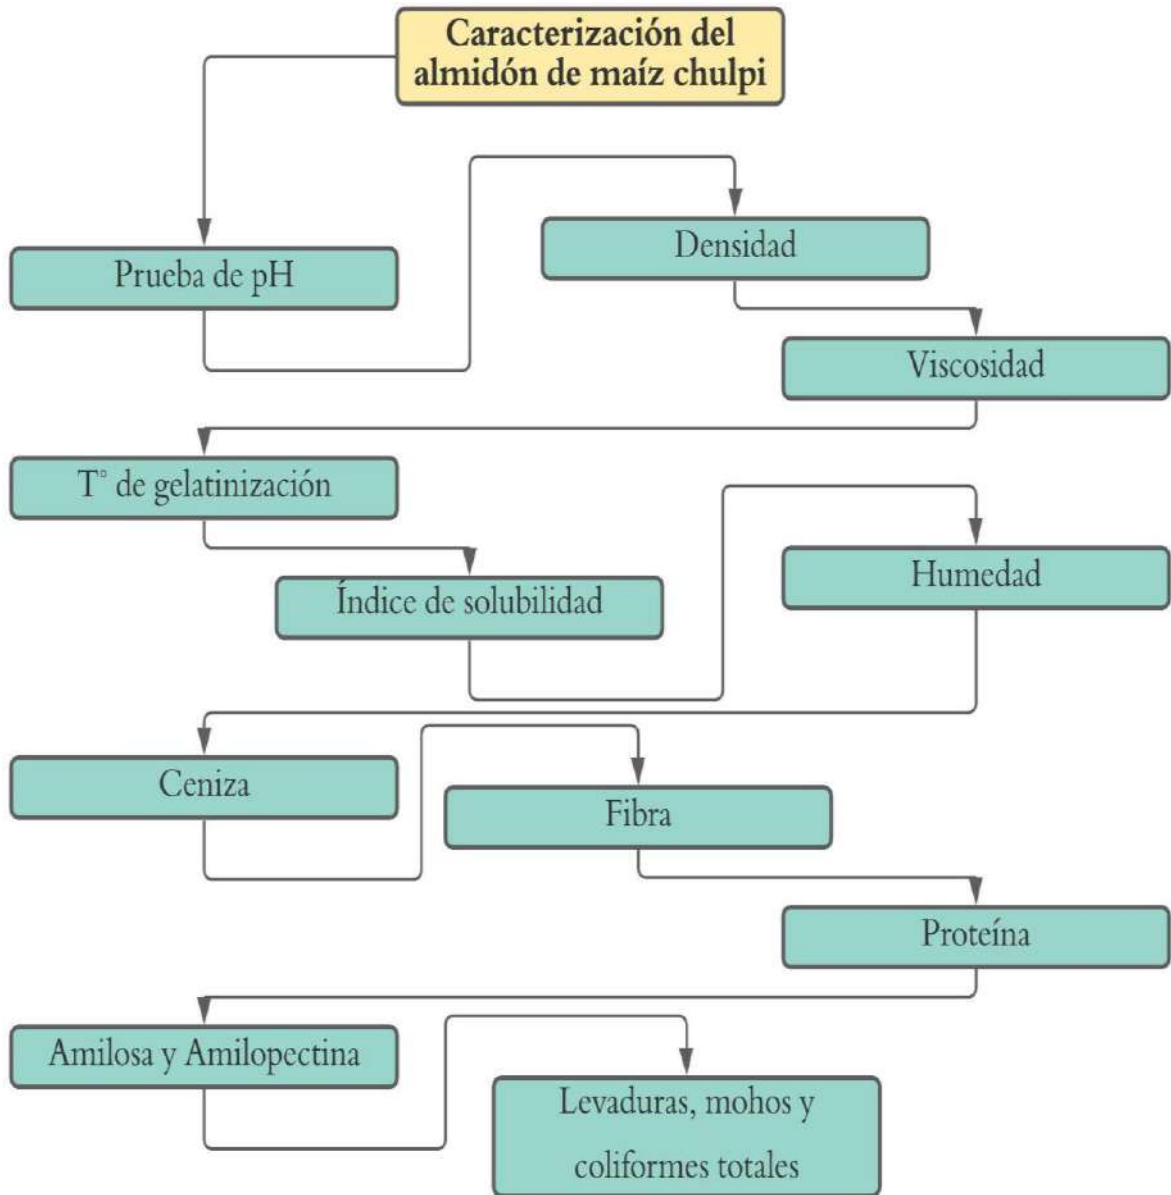 Caracterización del
almidón de maíz chulpi
Prueba de pH
Densidad
Viscosidad
T° de gelatinización
Índice de solubilidad
Humedad
Ceniza
Fibra
Proteína
Amilosa y Amilopectina
Levaduras, mohos y
coliformes totales